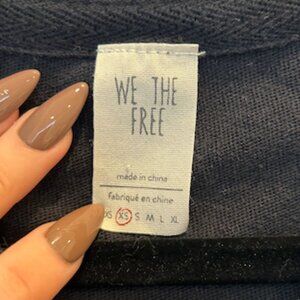 WE THE
FREE
made in china
fabriqué en chine
XS XS S M L XL